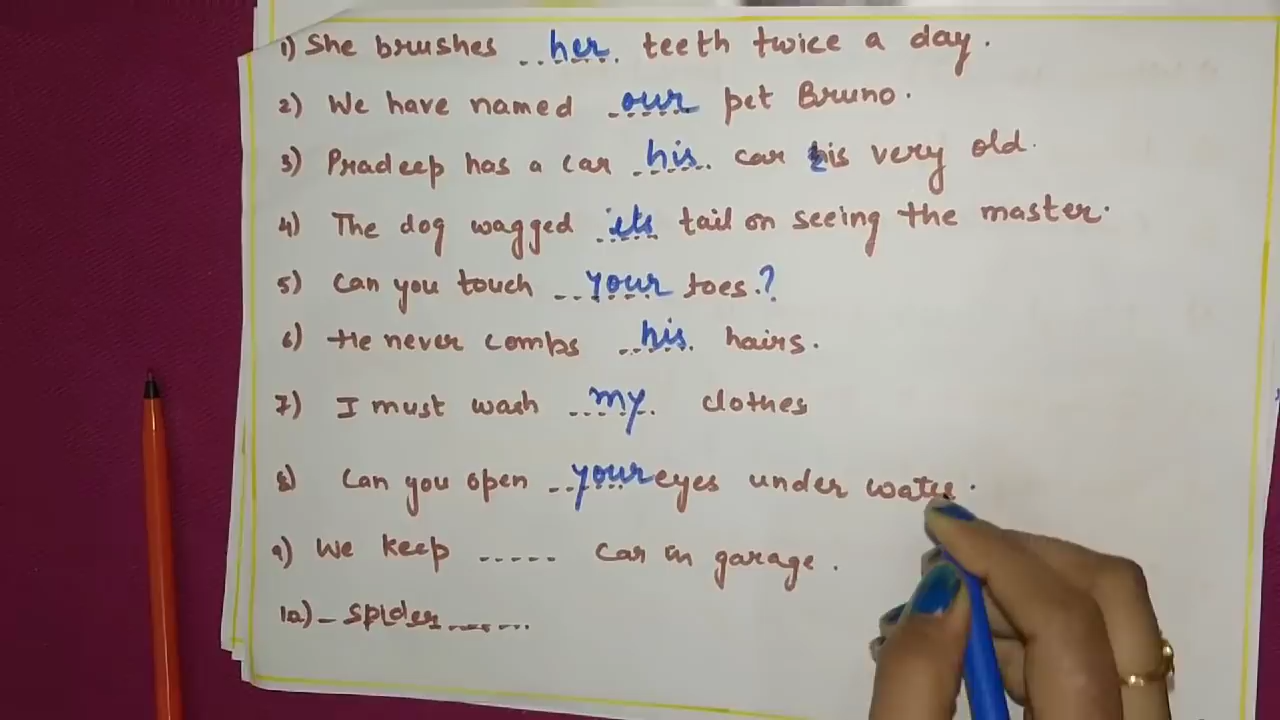 1) She brushes ..her.. teeth twice a day.
2) We have named ..our.. pet Bruno.
3) Pradeep has a car ..his.. car is very old.
4) The dog wagged ..its.. tail on seeing the master.
5) Can you touch ..your.. toes.?
6) He never combs ..his.. hairs.
7) I must wash ..my.. clothes
8) Can you open ..your.. eyes under water.
9) We keep ..... car in garage.
10) - Spider .......